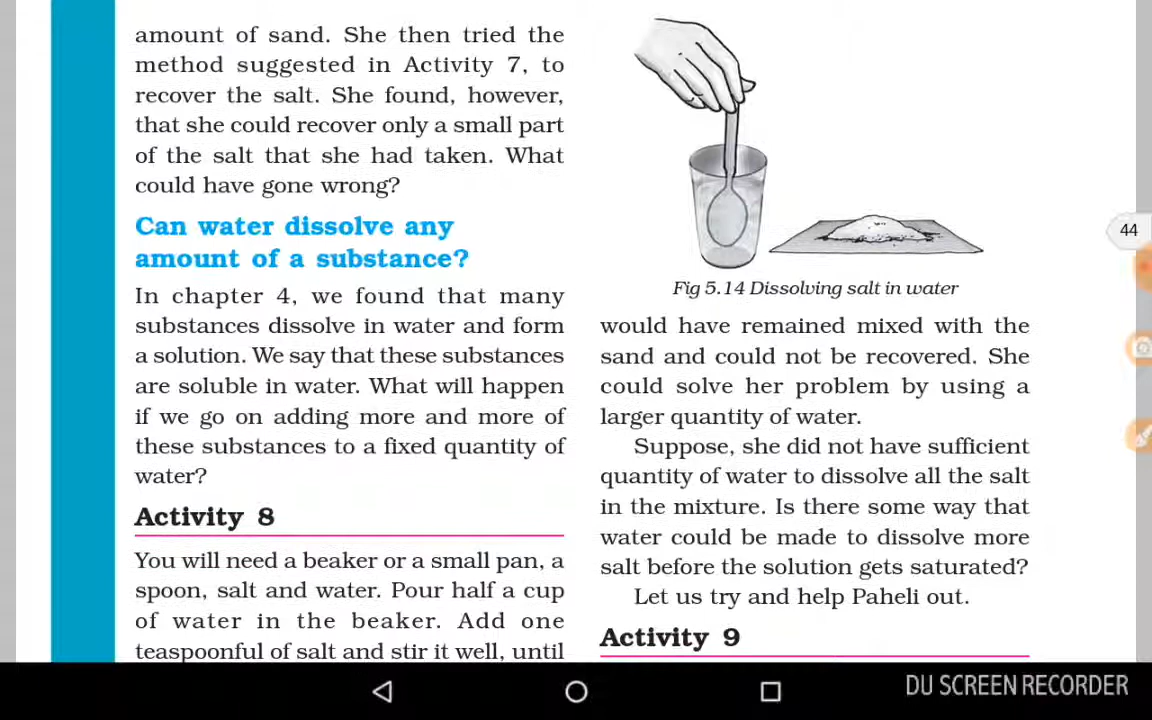 amount of sand. She then tried the
method suggested in Activity 7, to
recover the salt. She found, however,
that she could recover only a small part
of the salt that she had taken. What
could have gone wrong?
Can water dissolve any
amount of a substance?
In chapter 4, we found that many
substances dissolve in water and form
a solution. We say that these substances
are soluble in water. What will happen
if we go on adding more and more of
these substances to a fixed quantity of
water?
Activity 8
You will need a beaker or a small pan, a
spoon, salt and water. Pour half a cup
of water in the beaker. Add one
teaspoonful of salt and stir it well, until
Fig 5.14 Dissolving salt in water
would have remained mixed with the
sand and could not be recovered. She
could solve her problem by using a
larger quantity of water.
Suppose, she did not have sufficient
quantity of water to dissolve all the salt
in the mixture. Is there some way that
water could be made to dissolve more
salt before the solution gets saturated?
Let us try and help Paheli out.
Activity 9
44
DU SCREEN RECORDER